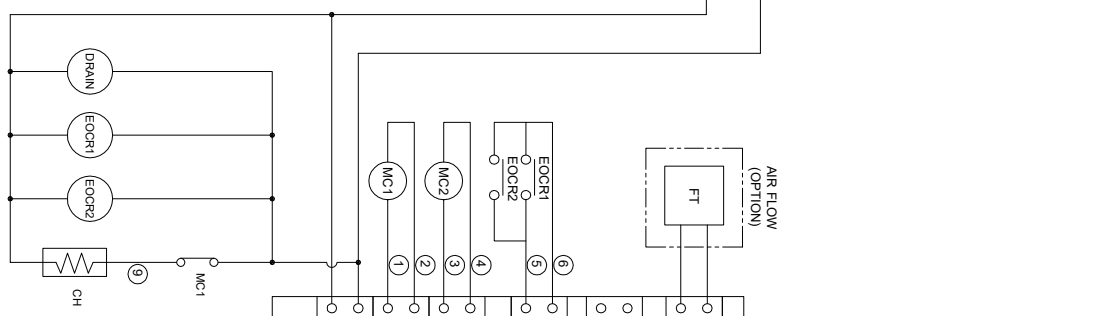 DRAIN
EOCR1
EOCR2
CH
9
MC1
MC1
MC2
EOCR2
EOCR1
1
2
3
4
5
6
FT
AIR FLOW
(OPTION)